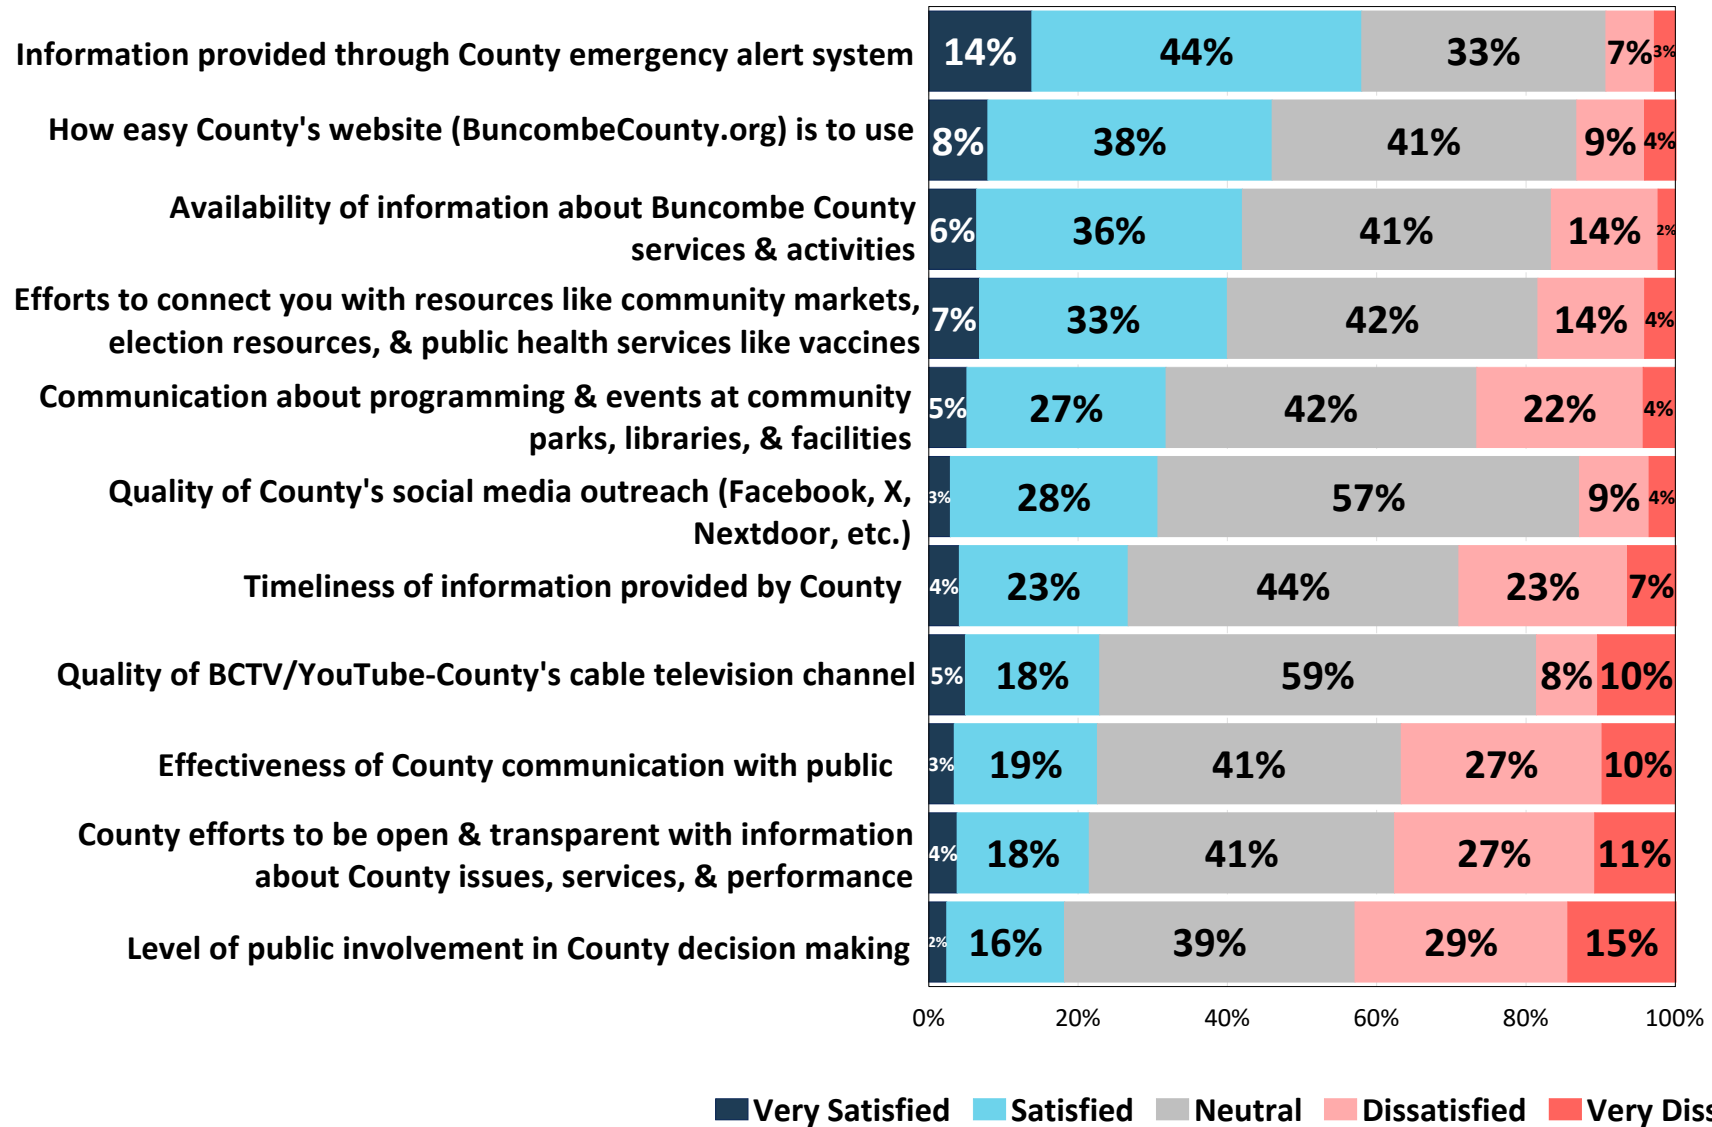 Information provided through County emergency alert system
14% 44% 33% 7% 3%
How easy County's website (BuncombeCounty.org) is to use
8% 38% 41% 9% 4%
Availability of information about Buncombe County
services & activities
6% 36% 41% 14% 2%
Efforts to connect you with resources like community markets,
election resources, & public health services like vaccines
7% 33% 42% 14% 4%
Communication about programming & events at community
parks, libraries, & facilities
5% 27% 42% 22% 4%
Quality of County's social media outreach (Facebook, X,
Nextdoor, etc.)
3% 28% 57% 9% 4%
Timeliness of information provided by County
4% 23% 44% 23% 7%
Quality of BCTV/YouTube-County's cable television channel
5% 18% 59% 8% 10%
Effectiveness of County communication with public
3% 19% 41% 27% 10%
County efforts to be open & transparent with information
about County issues, services, & performance
4% 18% 41% 27% 11%
Level of public involvement in County decision making
2% 16% 39% 29% 15%
0% 20% 40% 60% 80% 100%
Very Satisfied Satisfied Neutral Dissatisfied Very Diss